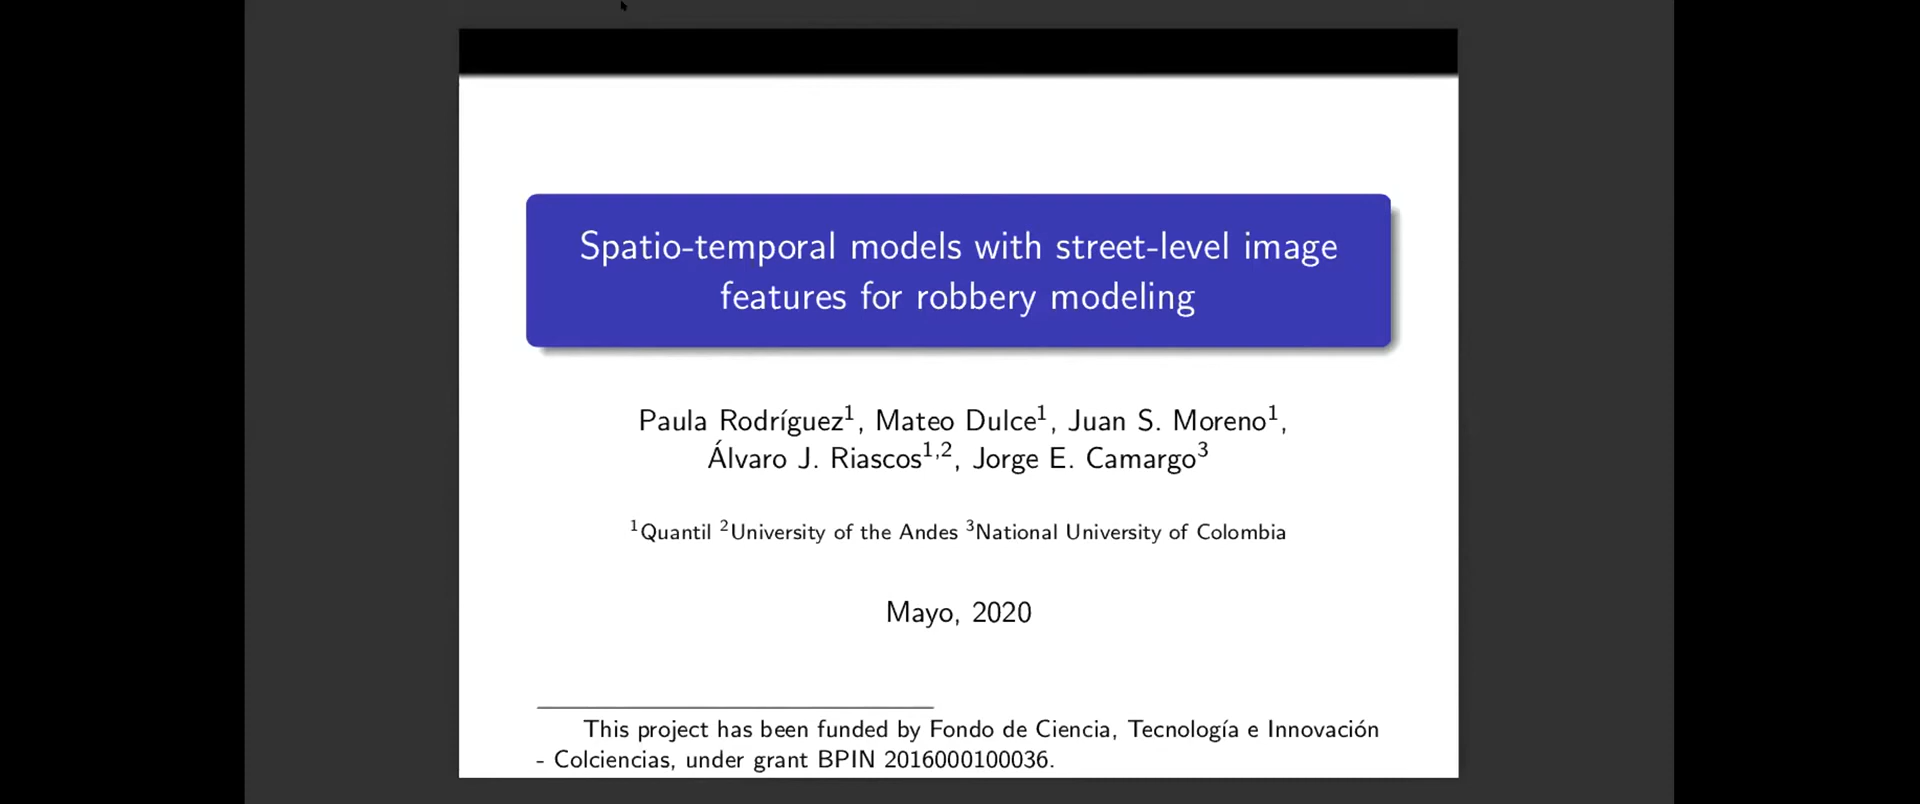 Spatio-temporal models with street-level image
features for robbery modeling
Paula Rodríguez¹, Mateo Dulce¹, Juan S. Moreno¹,
Álvaro J. Riascos¹,², Jorge E. Camargo³
¹Quantil ²University of the Andes ³National University of Colombia
Mayo, 2020
This project has been funded by Fondo de Ciencia, Tecnología e Innovación
- Colciencias, under grant BPIN 2016000100036.